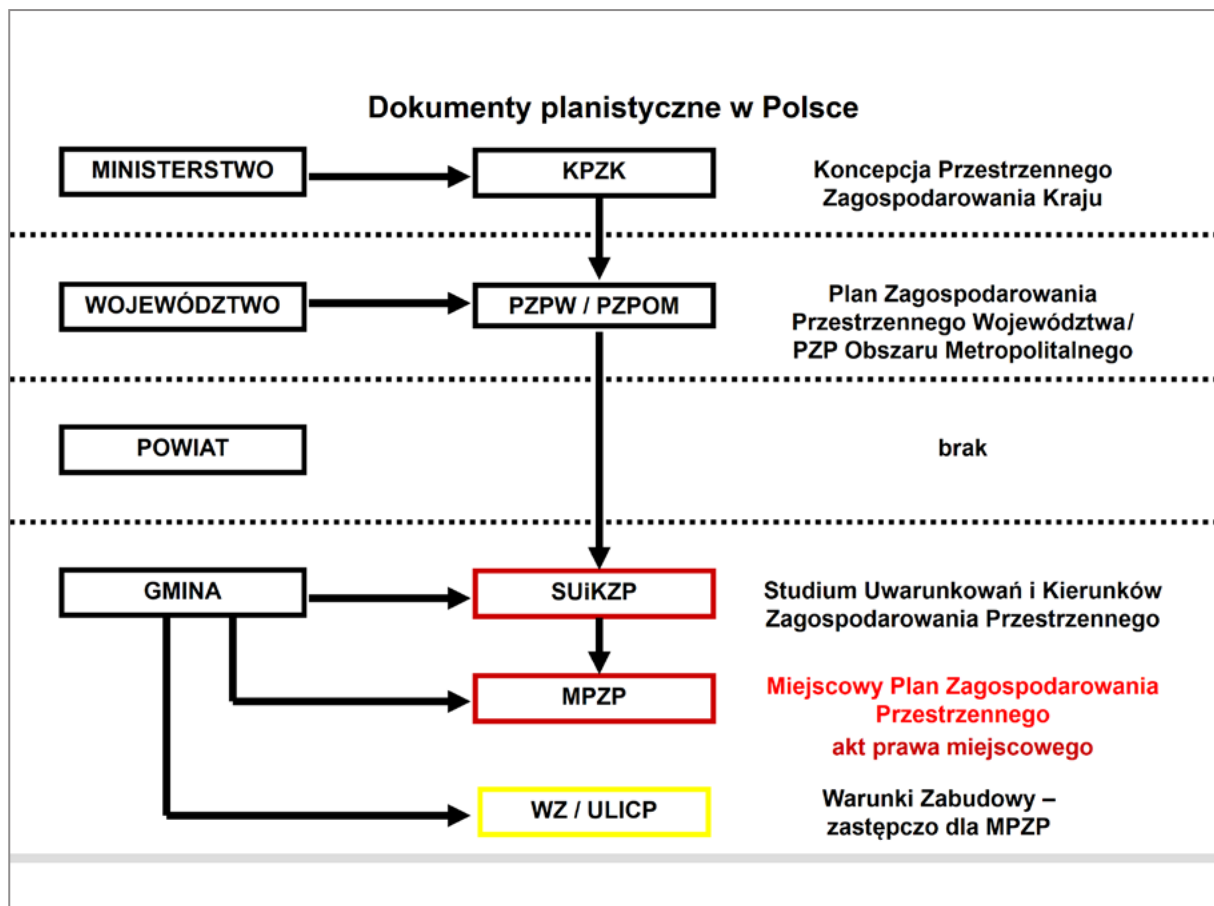 Dokumenty planistyczne w Polsce
MINISTERSTWO
KPZK
Koncepcja Przestrzennego
Zagospodarowania Kraju
WOJEWÓDZTWO
PZPW / PZPOM
Plan Zagospodarowania
Przestrzennego Województwa/
PZP Obszaru Metropolitalnego
POWIAT
brak
GMINA
SUiKZP
Studium Uwarunkowań i Kierunków
Zagospodarowania Przestrzennego
MPZP
Miejscowy Plan Zagospodarowania
Przestrzennego
akt prawa miejscowego
WZ / ULICP
Warunki Zabudowy –
zastępczo dla MPZP